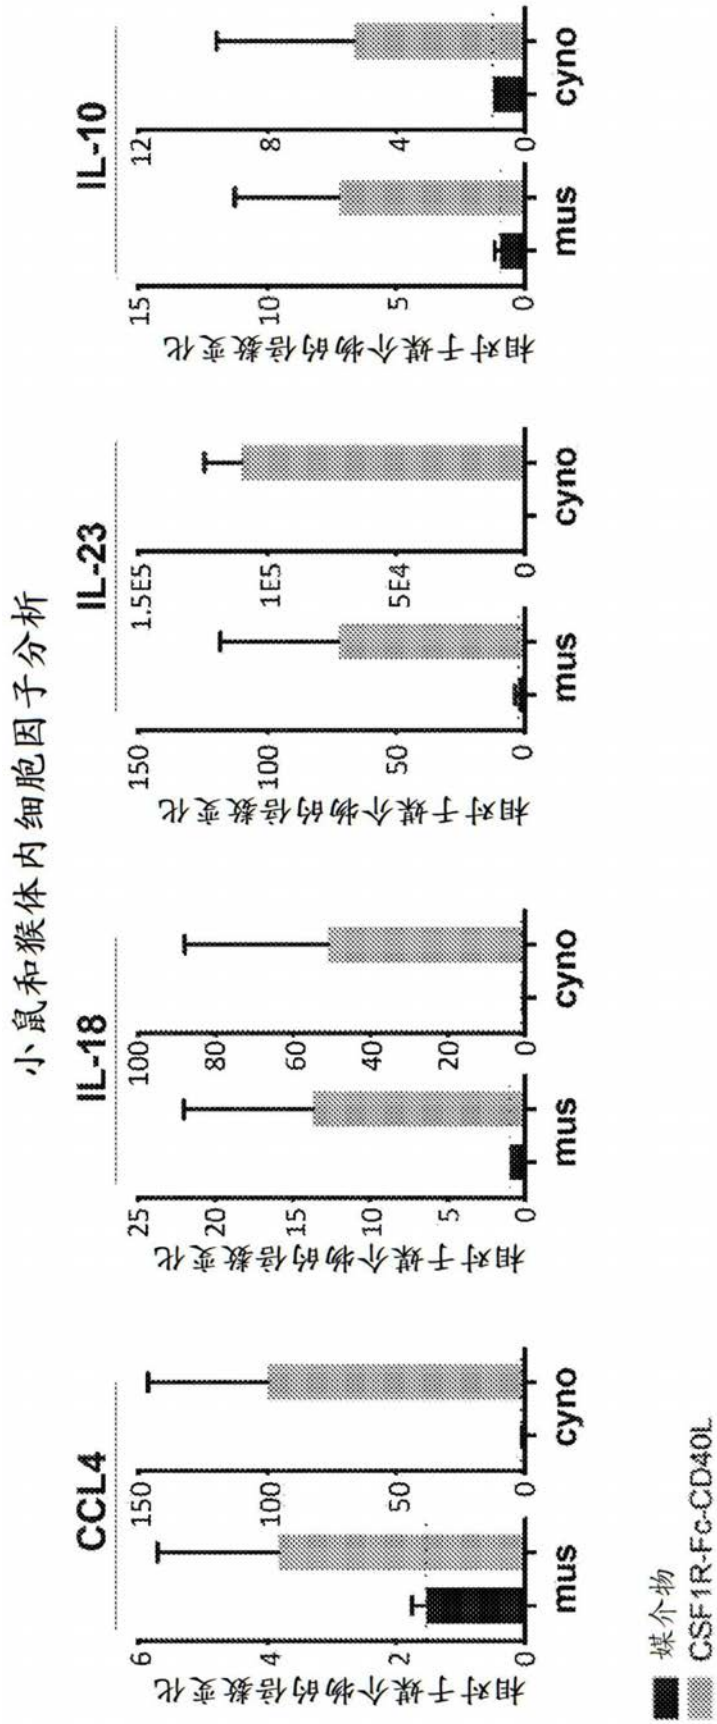 小鼠和猴体内细胞因子分析
CCL4
相对于媒介物的倍数变化
6
4
2
0
mus
150
100
50
0
cyno
IL-18
相对于媒介物的倍数变化
25
20
15
10
5
0
mus
100
80
60
40
20
0
cyno
IL-23
相对于媒介物的倍数变化
150
100
50
0
mus
1.5E5
1E5
5E4
0
cyno
IL-10
相对于媒介物的倍数变化
15
10
5
0
mus
12
8
4
0
cyno
媒介物
CSF1R-Fc-CD40L